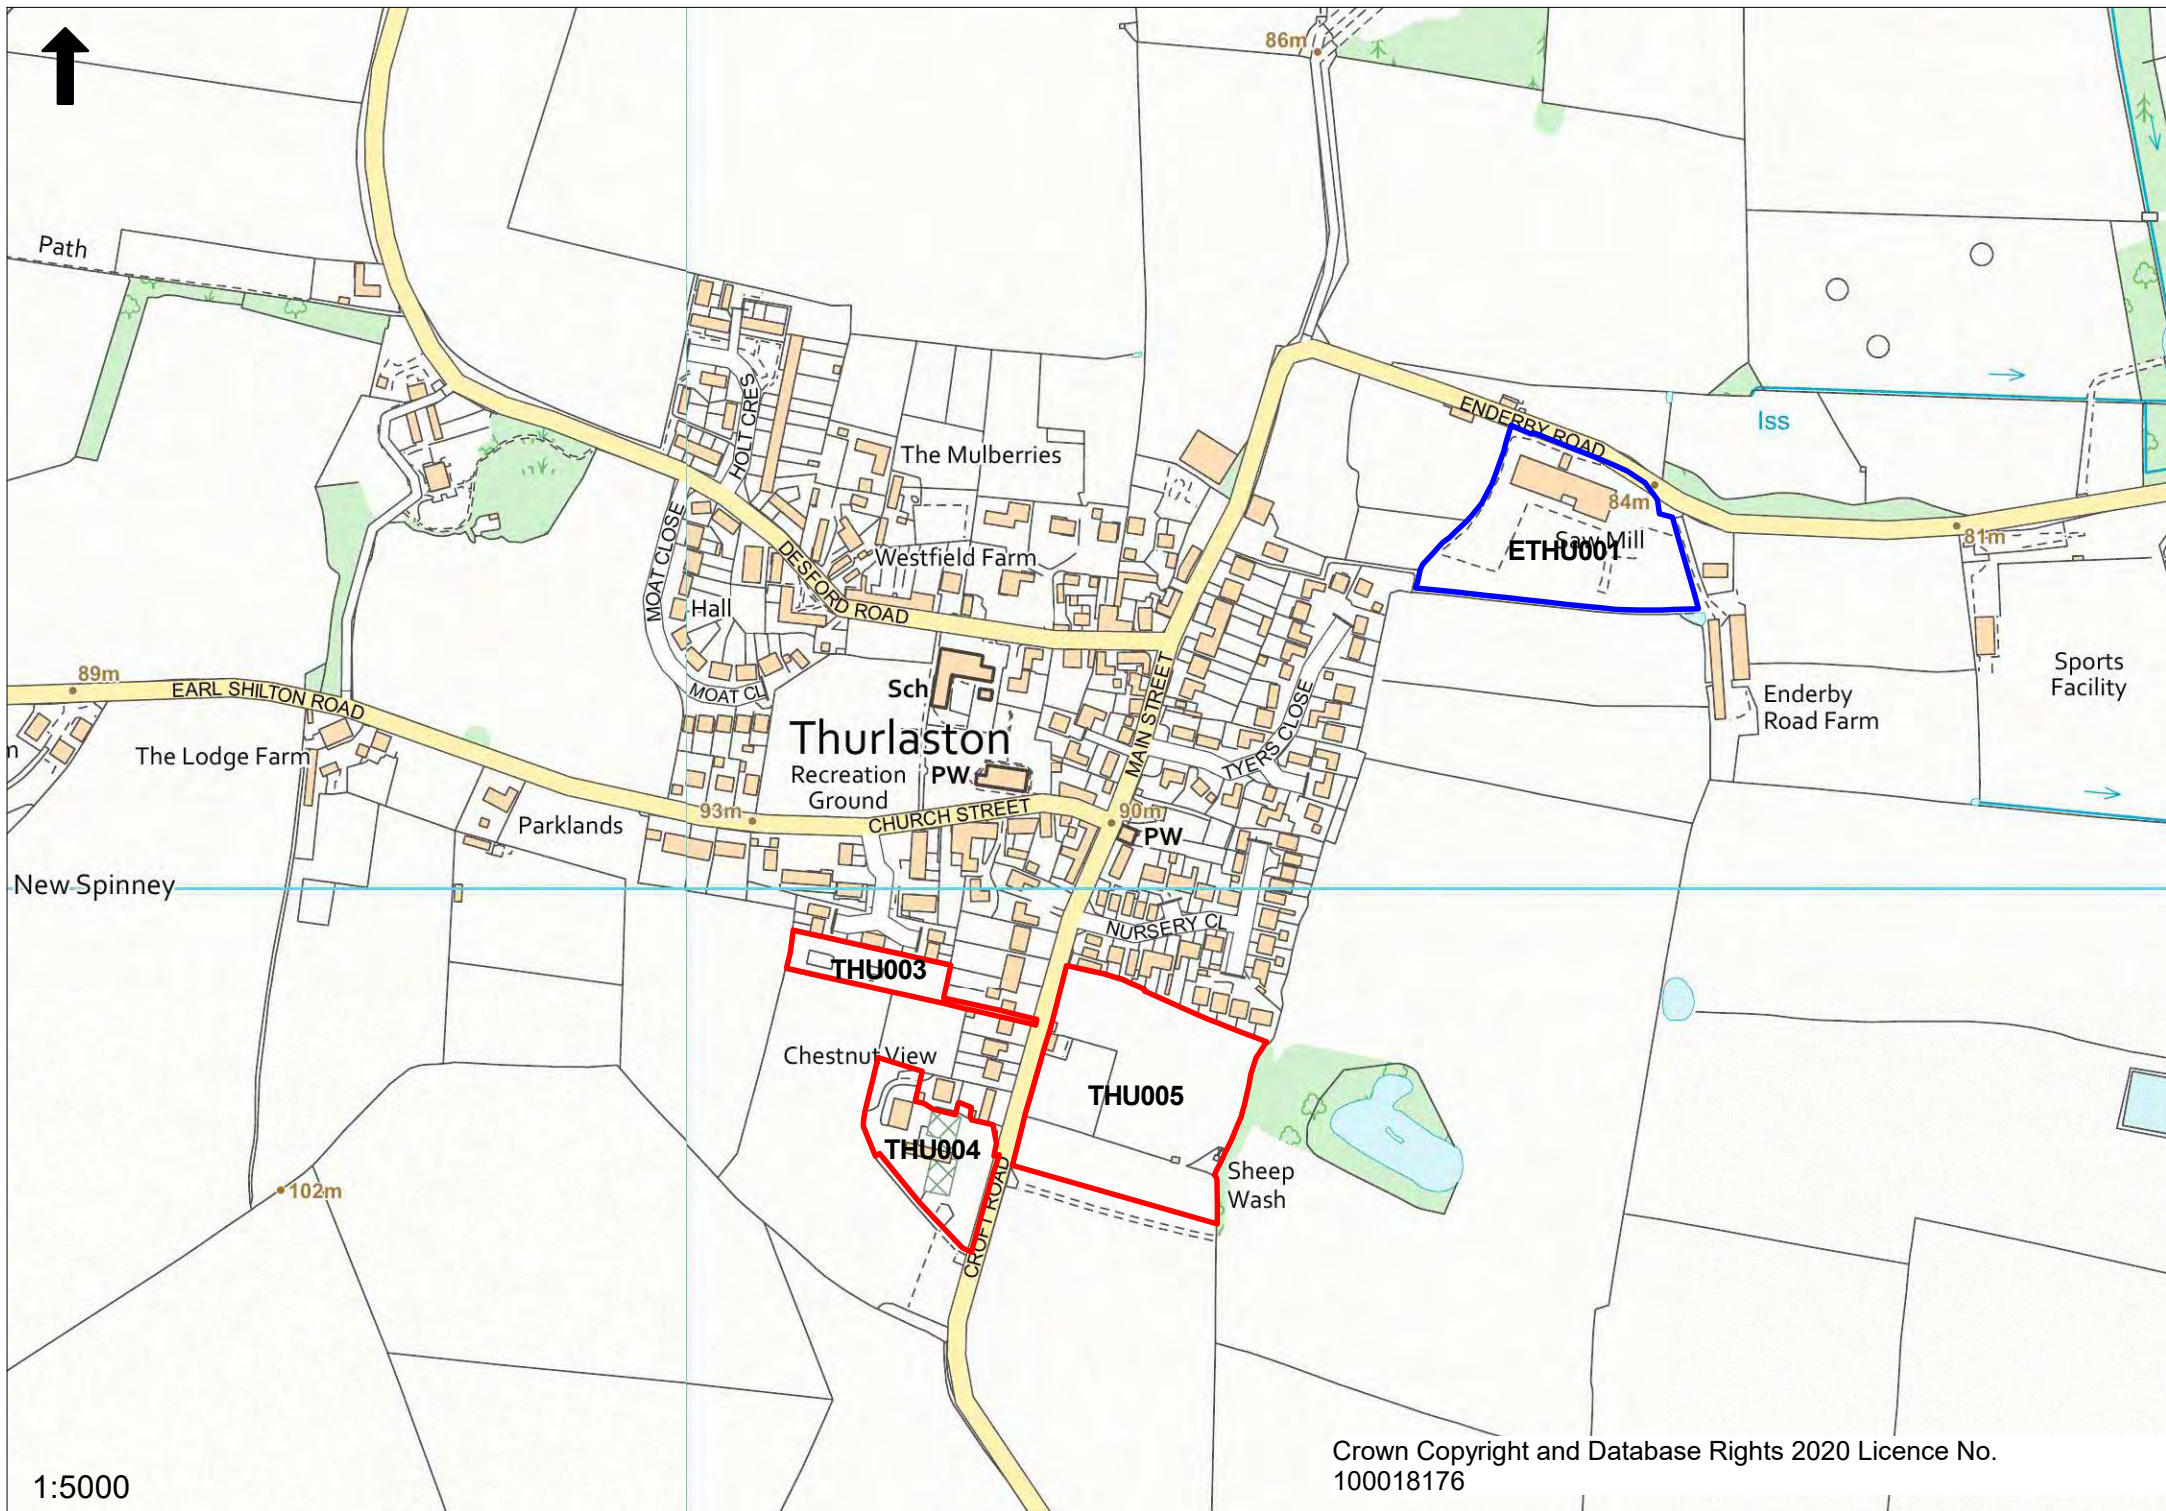 86m
Path
HOLT CRES
The Mulberries
ENDERBY ROAD
Iss
84m
Saw Mill
ETHU001
81m
MOAT CLOSE
DESFORD ROAD
Westfield Farm
Hall
89m
EARL SHILTON ROAD
MOAT CL
Sch
MAIN STREET
TYERS CLOSE
Sports
Facility
Enderby
Road Farm
The Lodge Farm
Thurlaston
Recreation
Ground
PW
Parklands
93m
CHURCH STREET
90m
PW
New Spinney
NURSERY CL
THU003
Chestnut View
THU005
THU004
Sheep
Wash
102m
CROFT ROAD
1:5000
Crown Copyright and Database Rights 2020 Licence No.
100018176